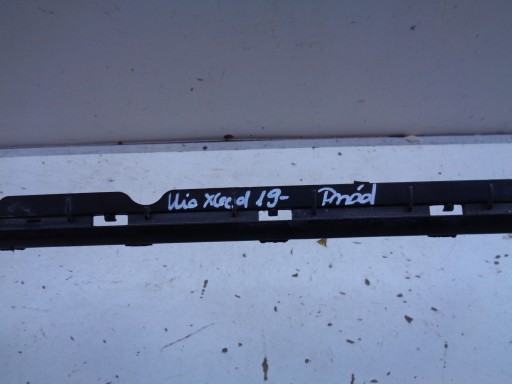 Kia XCeed 19- Przód